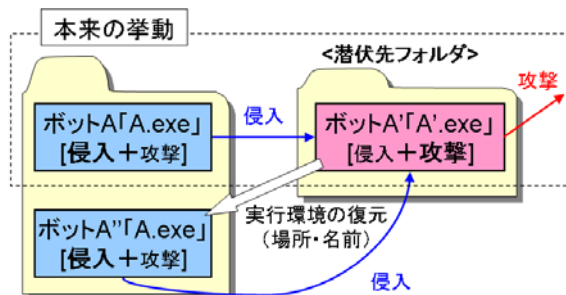 本来の挙動
<潜伏先フォルダ>
攻撃
ボットA「A.exe」
[侵入＋攻撃]
侵入
ボットA'「A'.exe」
[侵入＋攻撃]
実行環境の復元
（場所・名前）
ボットA''「A.exe」
[侵入＋攻撃]
侵入